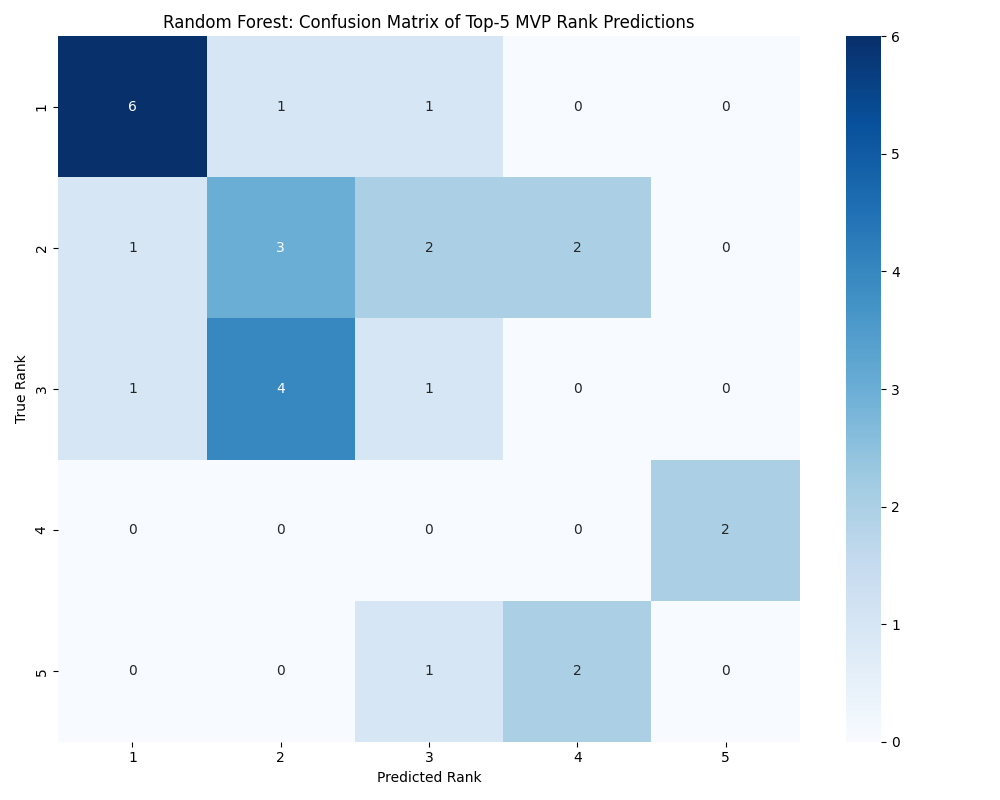 Random Forest: Confusion Matrix of Top-5 MVP Rank Predictions
True Rank
1
6 1 1 0 0
2
1 3 2 2 0
3
1 4 1 0 0
4
0 0 0 0 2
5
0 0 1 2 0
1 2 3 4 5
Predicted Rank
6
5
4
3
2
1
0